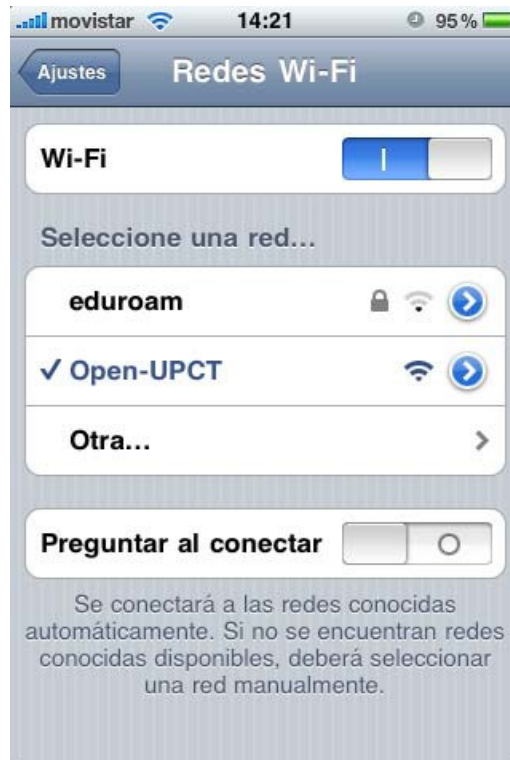 movistar 14:21 95%
Ajustes Redes Wi-Fi
Wi-Fi
Seleccione una red...
eduroam
Open-UPCT
Otra...
Preguntar al conectar
Se conectará a las redes conocidas
automáticamente. Si no se encuentran redes
conocidas disponibles, deberá seleccionar
una red manualmente.